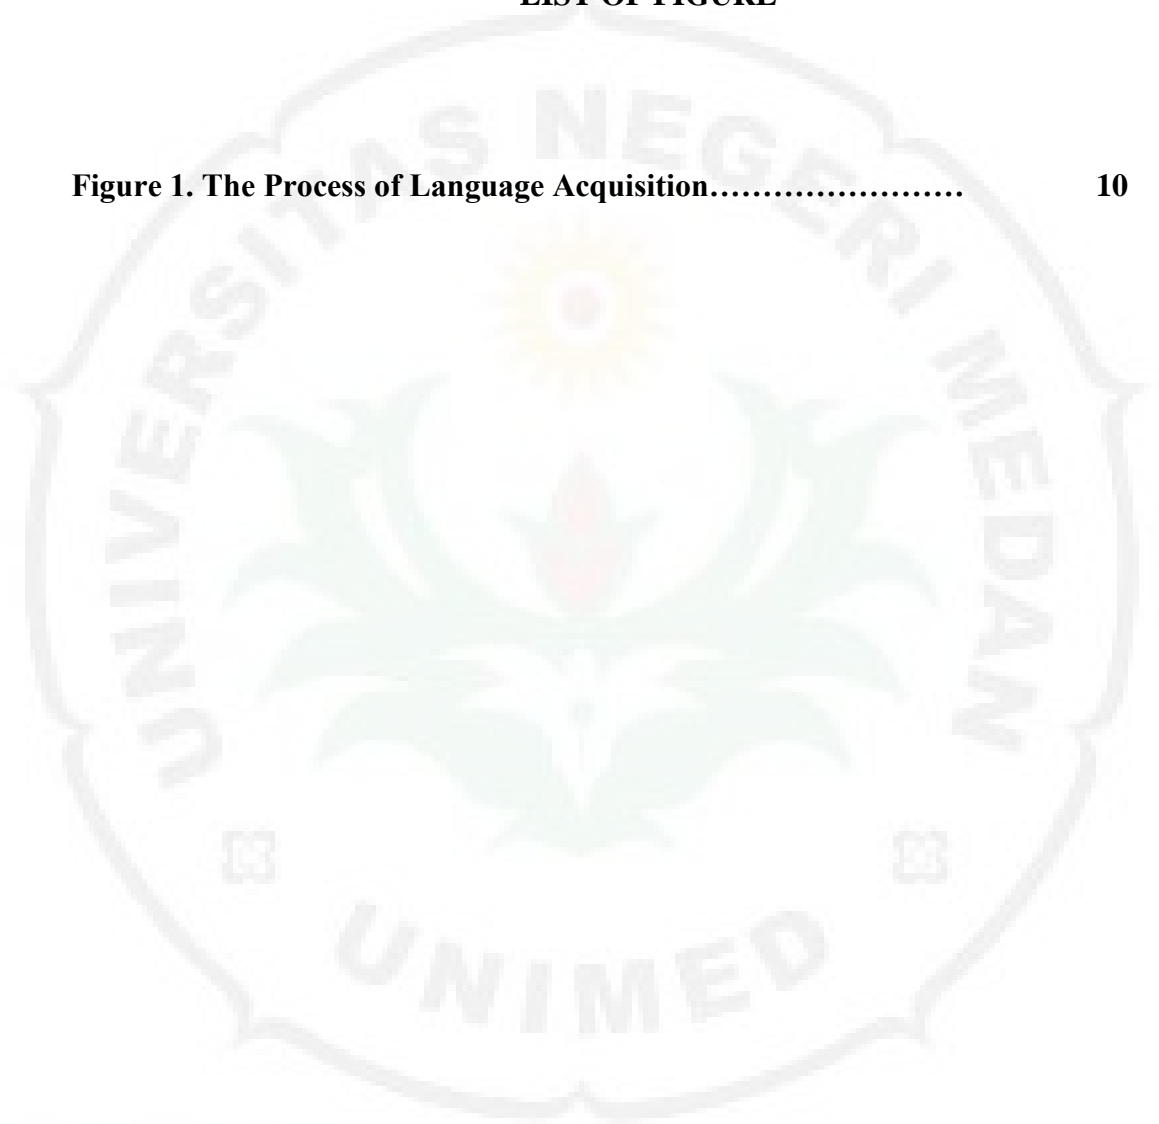 LIST OF FIGURE
Figure 1. The Process of Language Acquisition........................ 10
UNIVERSITAS NEGERI MEDAN
UNIMED